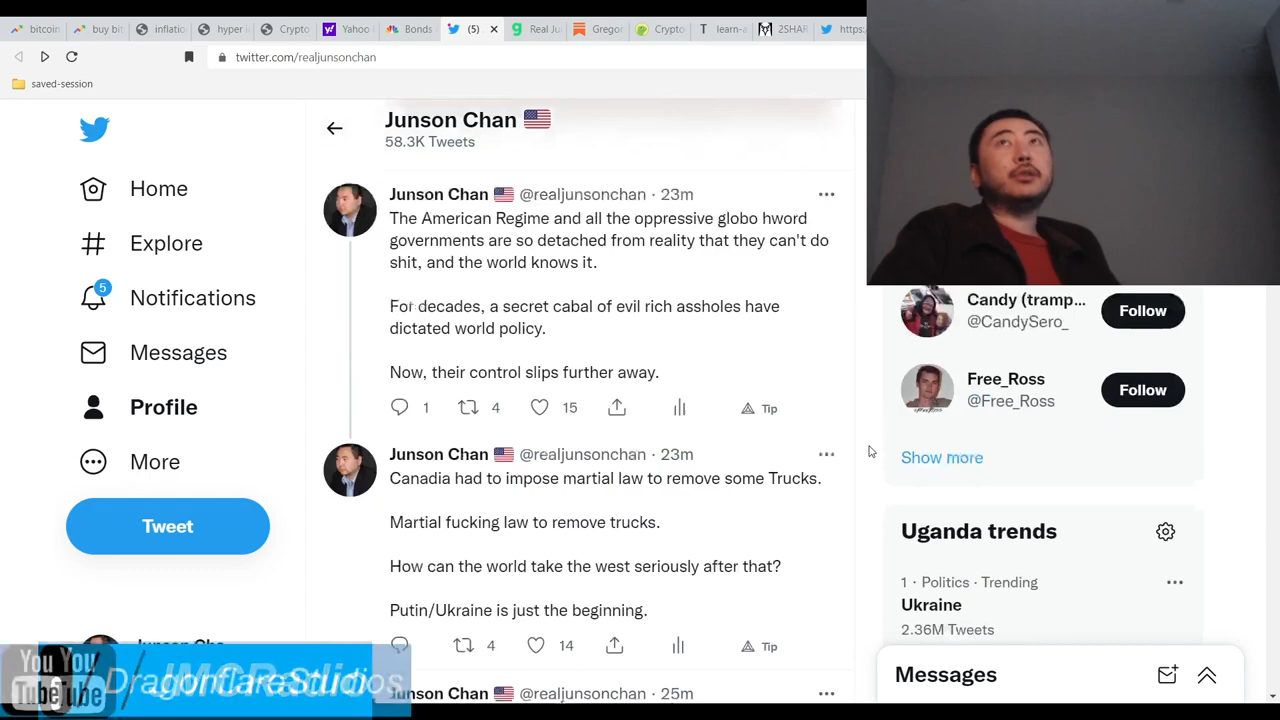 bitcoin
buy bit
inflatio
hyper i
Crypto
Yahoo
Bonds
(5)
Real Ju
Gregor
Crypto
learn-a
2SHAR
https:
twitter.com/realjunsonchan
saved-session
Junson Chan
58.3K Tweets
Home
Explore
5
Notifications
Messages
Profile
More
Tweet
Junson Chan @realjunsonchan · 23m
The American Regime and all the oppressive globo hword
governments are so detached from reality that they can't do
shit, and the world knows it.
For decades, a secret cabal of evil rich assholes have
dictated world policy.
Now, their control slips further away.
1 4 15 Tip
Junson Chan @realjunsonchan · 23m
Canadia had to impose martial law to remove some Trucks.
Martial fucking law to remove trucks.
How can the world take the west seriously after that?
Putin/Ukraine is just the beginning.
4 14 Tip
Junson Chan @realjunsonchan · 25m
Candy (tramp...
@CandySero_
Follow
Free_Ross
@Free_Ross
Follow
Show more
Uganda trends
1 · Politics · Trending
Ukraine
2.36M Tweets
Messages
Junson Cha
You You
Tube Tube